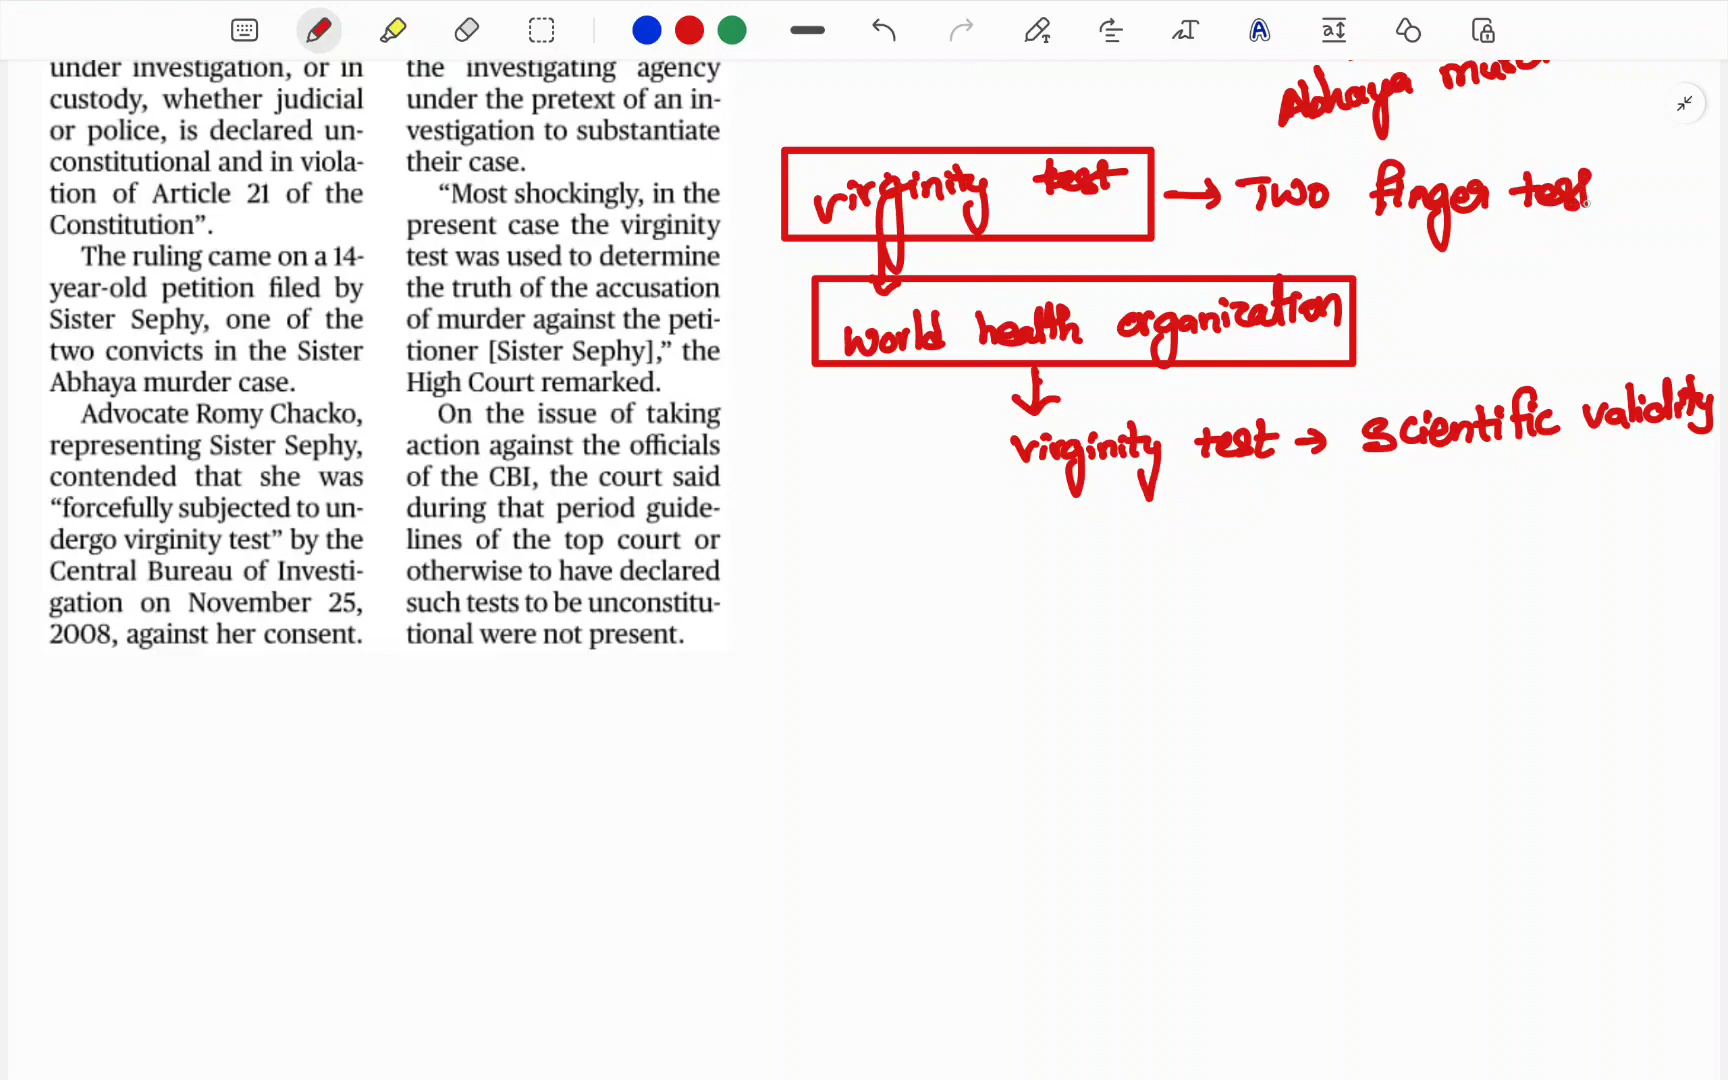 under investigation, or in
custody, whether judicial
or police, is declared un-
constitutional and in viola-
tion of Article 21 of the
Constitution”.
The ruling came on a 14-
year-old petition filed by
Sister Sephy, one of the
two convicts in the Sister
Abhaya murder case.
Advocate Romy Chacko,
representing Sister Sephy,
contended that she was
“forcefully subjected to un-
dergo virginity test” by the
Central Bureau of Investi-
gation on November 25,
2008, against her consent.
the investigating agency
under the pretext of an in-
vestigation to substantiate
their case.
“Most shockingly, in the
present case the virginity
test was used to determine
the truth of the accusation
of murder against the peti-
tioner [Sister Sephy],” the
High Court remarked.
On the issue of taking
action against the officials
of the CBI, the court said
during that period guide-
lines of the top court or
otherwise to have declared
such tests to be unconstitu-
tional were not present.
Abhaya
virginity test → Two finger test
world health organization
virginity test → scientific validity